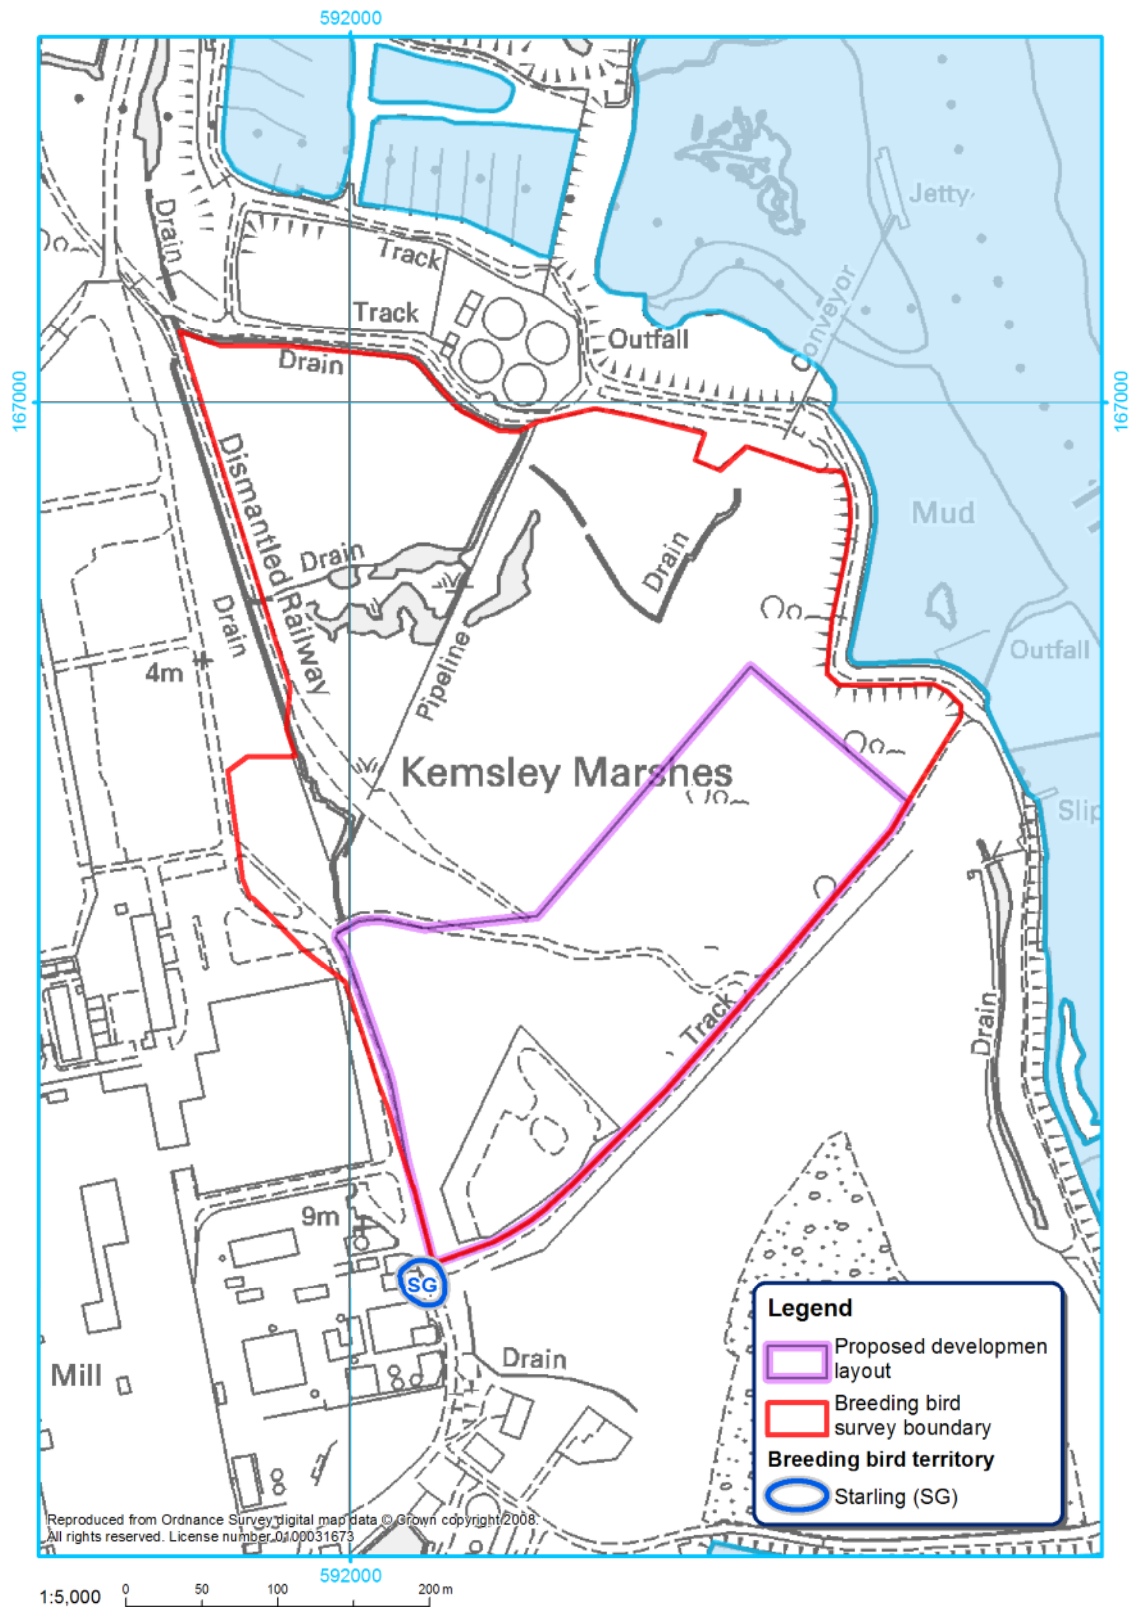 592000
Jetty
Drain
Track
Conveyor
Track
Outfall
Drain
167000
167000
Dismantled Railway
Mud
Drain
Drain
Drain
Outfall
4m
Pipeline
Kemsley Marsnes
Slip
Track
Drain
9m
SG
Drain
Mill
Legend
Proposed developmen
layout
Breeding bird
survey boundary
Breeding bird territory
Starling (SG)
Reproduced from Ordnance Survey digital map data © Crown copyright 2008.
All rights reserved. License number 0100031673
592000
1:5,000
0 50 100 200 m